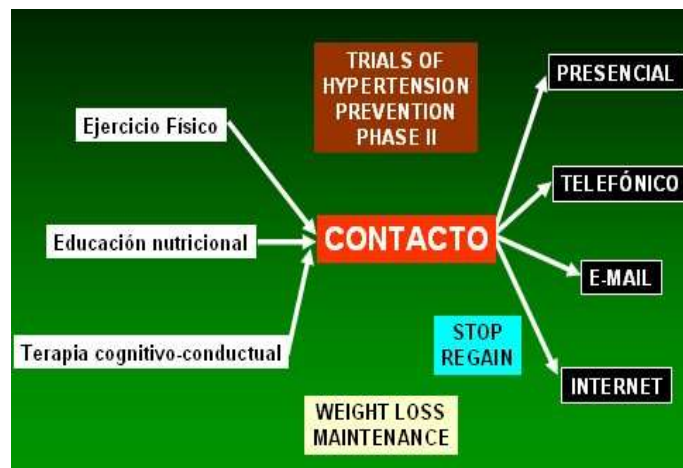 TRIALS OF
HYPERTENSION
PREVENTION
PHASE II
PRESENCIAL
Ejercicio Físico
TELEFÓNICO
Educación nutricional
CONTACTO
E-MAIL
STOP
REGAIN
Terapia cognitivo-conductual
INTERNET
WEIGHT LOSS
MAINTENANCE